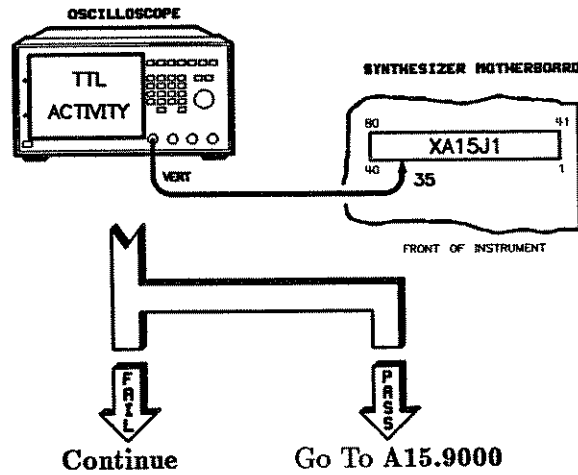 OSCILLOSCOPE
TTL
ACTIVITY
VERT
SYNTHESIZER MOTHERBOARD
80
41
XA15J1
40
1
35
FRONT OF INSTRUMENT
FAIL
PASS
Continue
Go To A15.9000